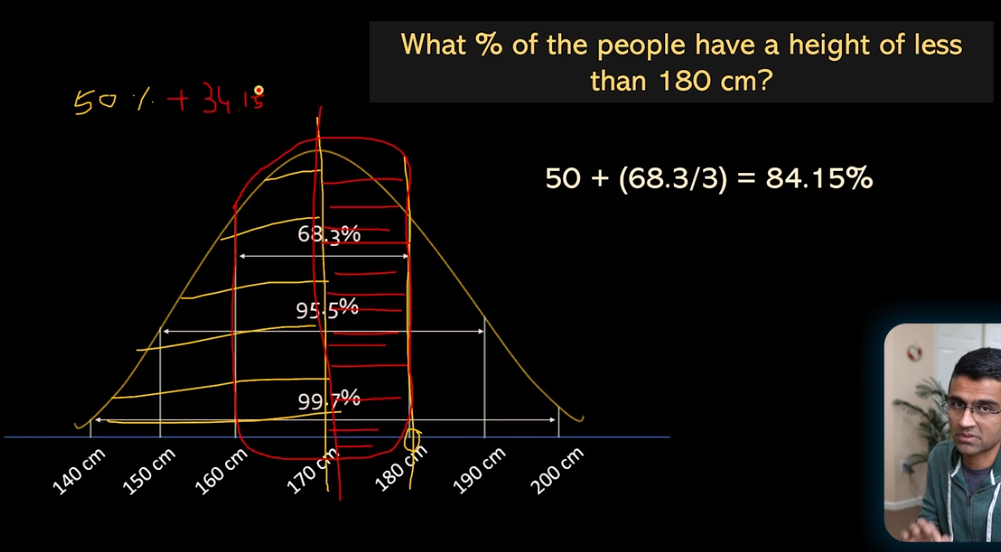 What % of the people have a height of less
than 180 cm?
50 % + 34.15
50 + (68.3/3) = 84.15%
68.3%
95.5%
99.7%
140 cm
150 cm
160 cm
170 cm
180 cm
190 cm
200 cm